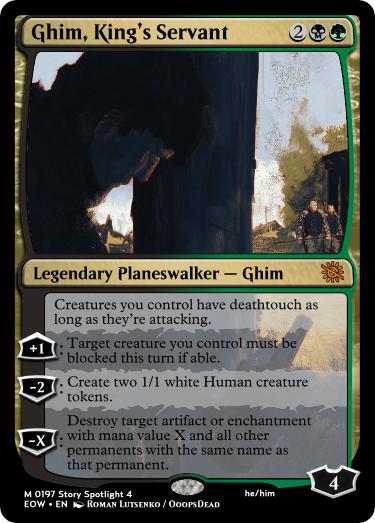 Ghim, King's Servant 2
Legendary Planeswalker — Ghim
Creatures you control have deathtouch as
long as they're attacking.
+1: Target creature you control must be
blocked this turn if able.
-2: Create two 1/1 white Human creature
tokens.
Destroy target artifact or enchantment
-X: with mana value X and all other
permanents with the same name as
that permanent.
4
M 0197 Story Spotlight 4 he/him
EOW • EN Roman Lutsenko / OoopsDead